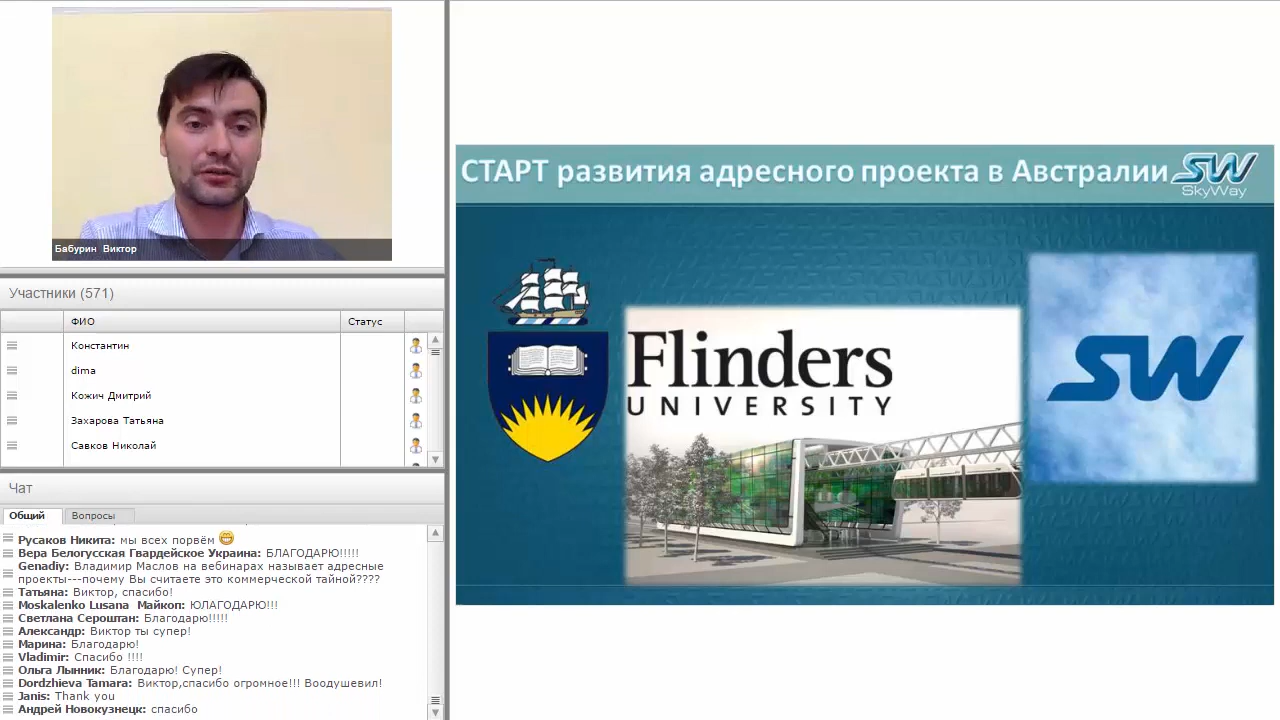 Бабурин Виктор
Участники (571)
ФИО Статус
Константин
dima
Кожич Дмитрий
Захарова Татьяна
Савков Николай
Чат
Общий Вопросы
Русаков Никита: мы всех порвём
Вера Белогусская Гвардейское Украина: БЛАГОДАРЮ!!!!!
Genadiy: Владимир Маслов на вебинарах называет адресные
проекты---почему Вы считаете это коммерческой тайной????
Татьяна: Виктор, спасибо!
Moskalenko Lusana Майкоп: ЮЛАГОДАРЮ!!!
Светлана Сероштан: Благодарю!!!!!
Александр: Виктор ты супер!
Марина: Благодарю!
Vladimir: Спасибо !!!!
Ольга Лынник: Благодарю! Супер!
Dordzhieva Tamara: Виктор,спасибо огромное!!! Воодушевил!
Janis: Thank you
Андрей Новокузнецк: спасибо
СТАРТ развития адресного проекта в Австралии
SW
SkyWay
Flinders
UNIVERSITY
SW